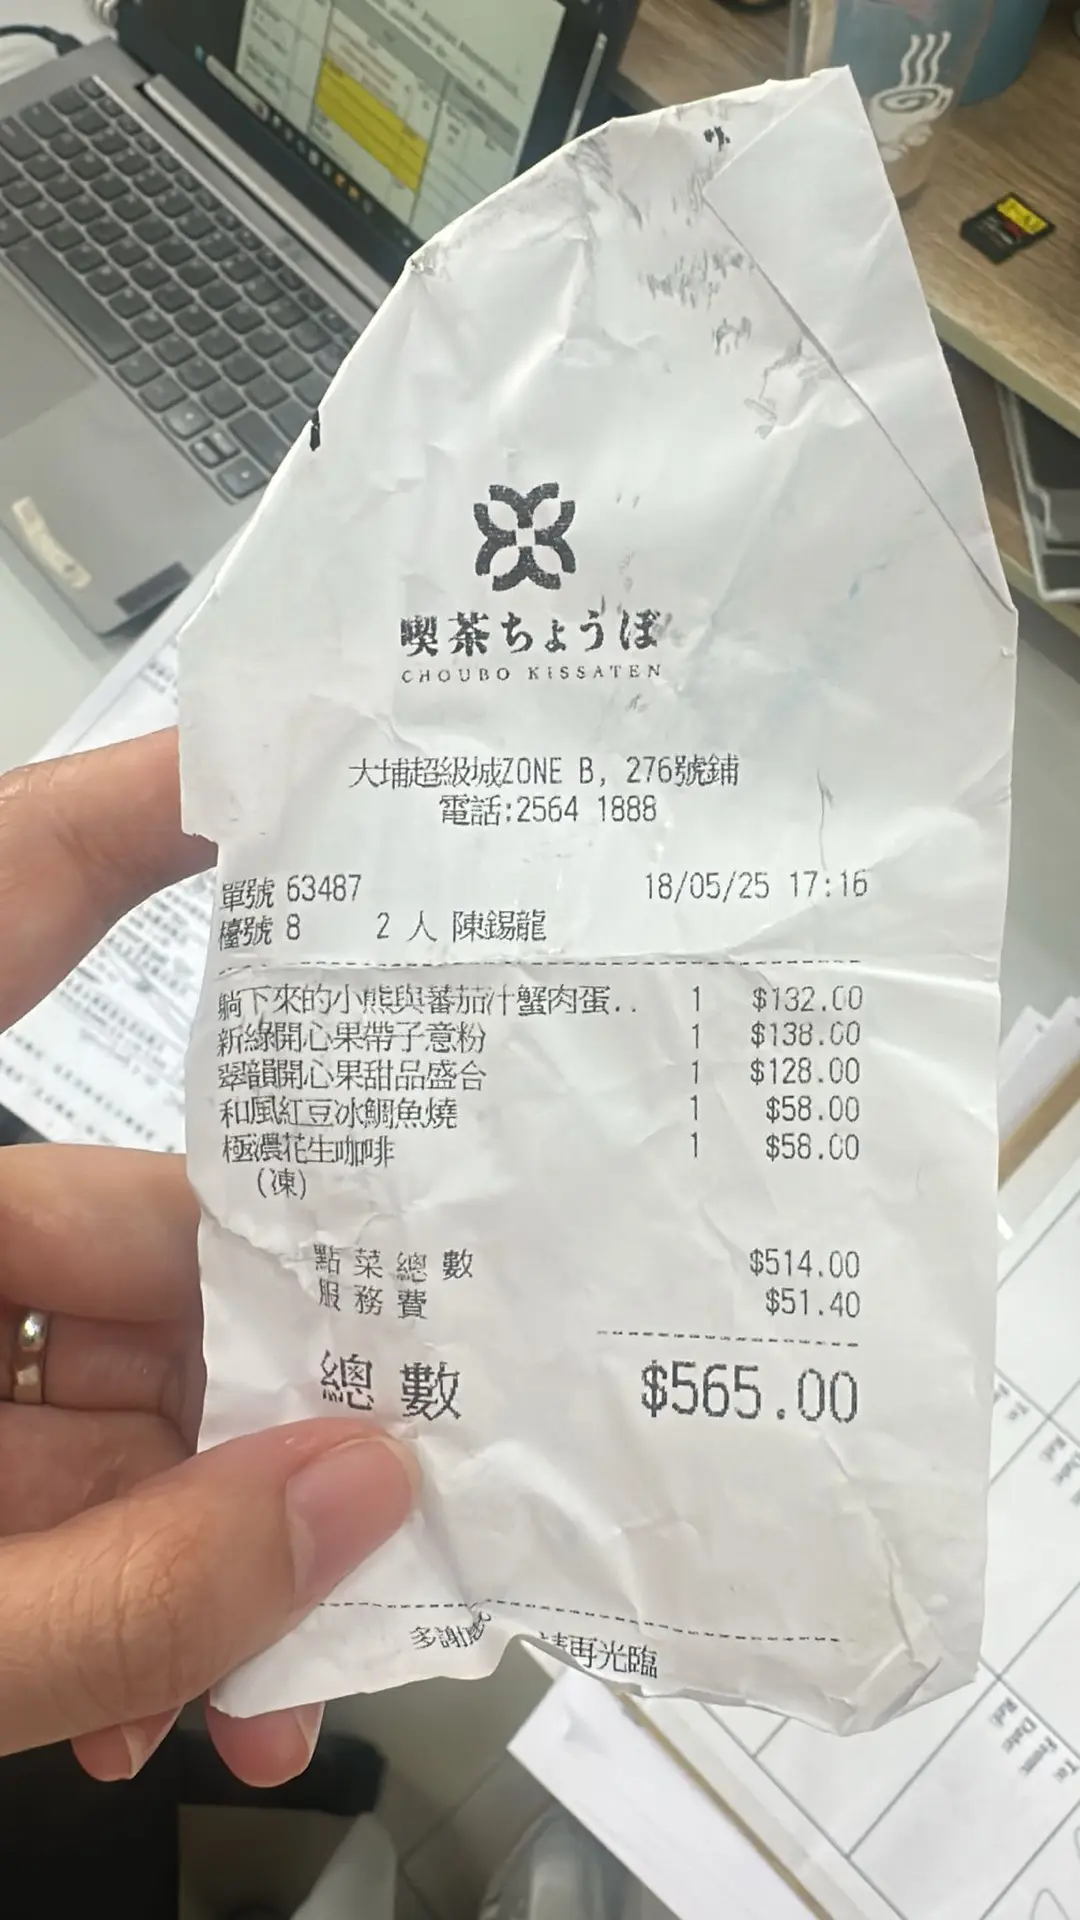 喫茶ちょうぼ
CHOUBO KISSATEN
大埔超級城ZONE B, 276號鋪
電話:2564 1888
單號 63487 18/05/25 17:16
檯號 8 2 人 陳錫龍
躺下來的小熊與蕃茄汁蟹肉蛋.. 1 $132.00
新綠開心果帶子意粉 1 $138.00
翠韻開心果甜品盛台 1 $128.00
和風紅豆冰鯛魚燒 1 $58.00
極濃花生咖啡 1 $58.00
(凍)
點菜總數 $514.00
服務費 $51.40
總數 $565.00
多謝 請再光臨